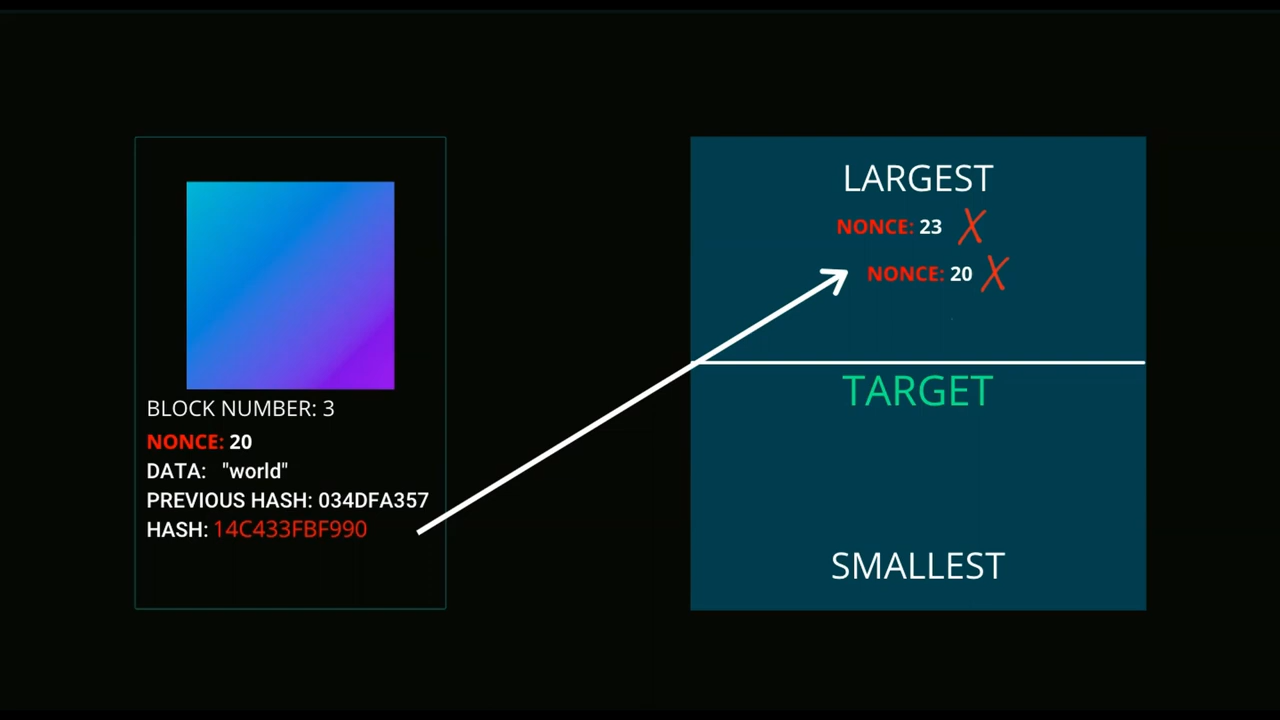 BLOCK NUMBER: 3
NONCE: 20
DATA: "world"
PREVIOUS HASH: 034DFA357
HASH: 14C433FBF990
LARGEST
NONCE: 23 X
NONCE: 20 X
TARGET
SMALLEST